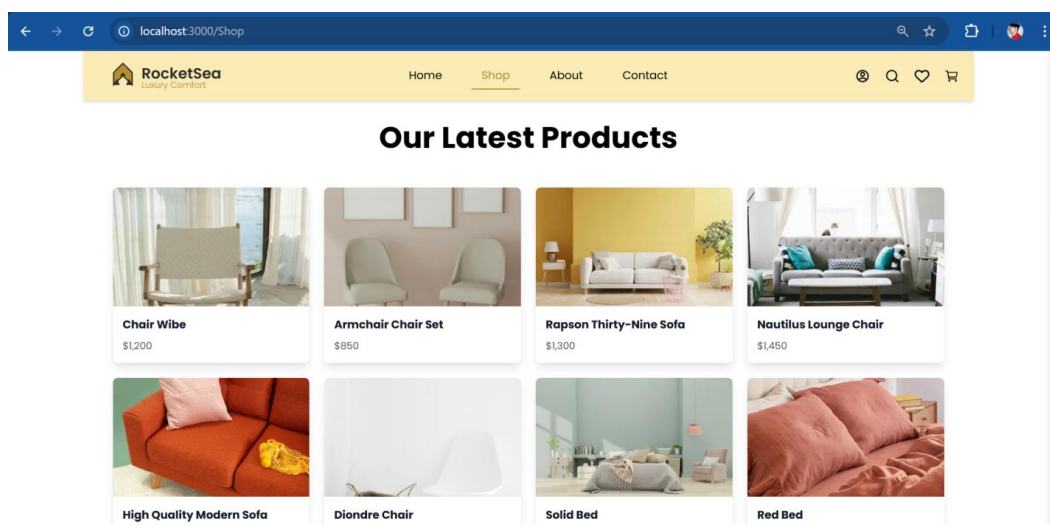 localhost:3000/Shop
RocketSea
Luxury Comfort
Home Shop About Contact
Our Latest Products
Chair Wibe
$1,200
Armchair Chair Set
$850
Rapson Thirty-Nine Sofa
$1,300
Nautilus Lounge Chair
$1,450
High Quality Modern Sofa
Diondre Chair
Solid Bed
Red Bed